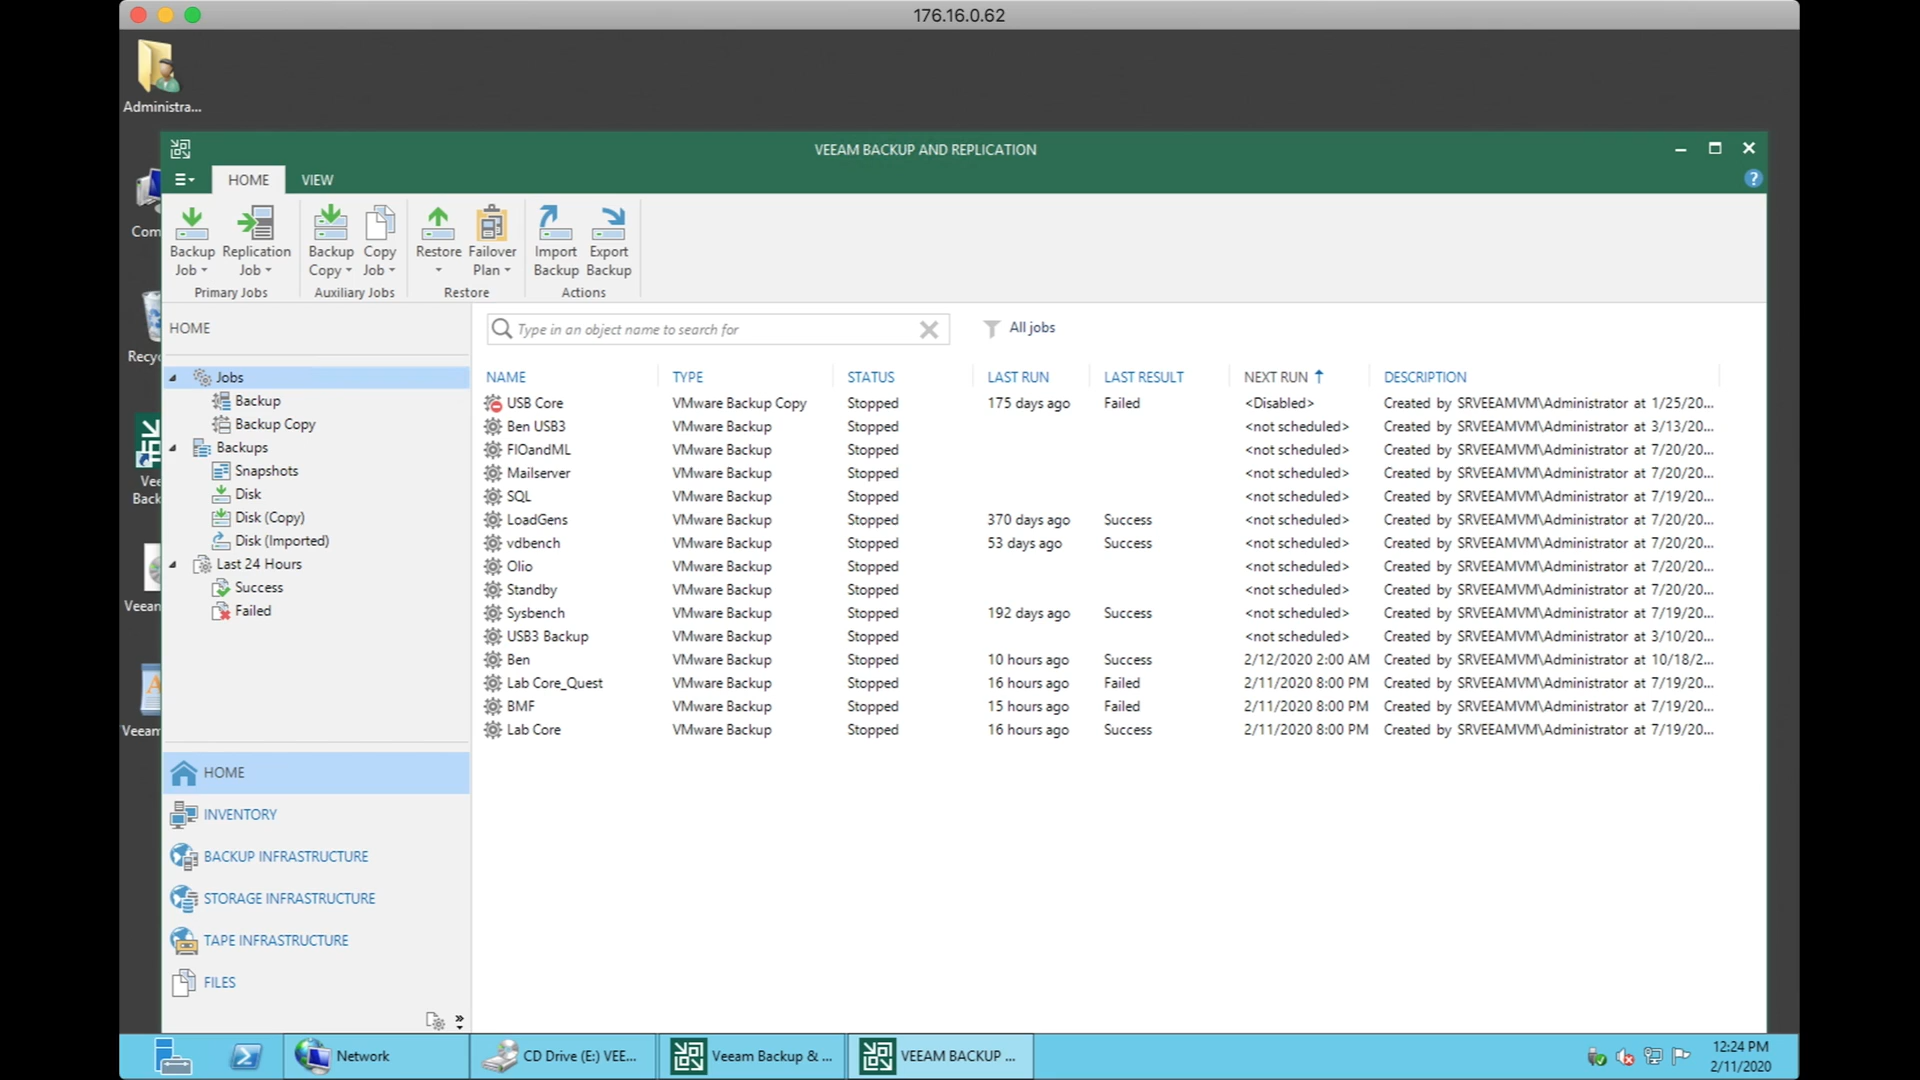 176.16.0.62
Administra...
VEEAM BACKUP AND REPLICATION
HOME VIEW
Backup Job
Replication Job
Backup Copy
Copy Job
Restore
Failover Plan
Import Backup
Export Backup
Primary Jobs
Auxiliary Jobs
Restore
Actions
Com
Recyc
Vee
Back
Veean
Veeam
HOME
Jobs
Backup
Backup Copy
Backups
Snapshots
Disk
Disk (Copy)
Disk (Imported)
Last 24 Hours
Success
Failed
HOME
INVENTORY
BACKUP INFRASTRUCTURE
STORAGE INFRASTRUCTURE
TAPE INFRASTRUCTURE
FILES
Type in an object name to search for
All jobs
NAME TYPE STATUS LAST RUN LAST RESULT NEXT RUN DESCRIPTION
USB Core VMware Backup Copy Stopped 175 days ago Failed <Disabled> Created by SRVEEAMVM\Administrator at 1/25/20...
Ben USB3 VMware Backup Stopped <not scheduled> Created by SRVEEAMVM\Administrator at 3/13/20...
FIOandML VMware Backup Stopped <not scheduled> Created by SRVEEAMVM\Administrator at 7/20/20...
Mailserver VMware Backup Stopped <not scheduled> Created by SRVEEAMVM\Administrator at 7/20/20...
SQL VMware Backup Stopped <not scheduled> Created by SRVEEAMVM\Administrator at 7/19/20...
LoadGens VMware Backup Stopped 370 days ago Success <not scheduled> Created by SRVEEAMVM\Administrator at 7/20/20...
vdbench VMware Backup Stopped 53 days ago Success <not scheduled> Created by SRVEEAMVM\Administrator at 7/20/20...
Olio VMware Backup Stopped <not scheduled> Created by SRVEEAMVM\Administrator at 7/20/20...
Standby VMware Backup Stopped <not scheduled> Created by SRVEEAMVM\Administrator at 7/20/20...
Sysbench VMware Backup Stopped 192 days ago Success <not scheduled> Created by SRVEEAMVM\Administrator at 7/19/20...
USB3 Backup VMware Backup Stopped <not scheduled> Created by SRVEEAMVM\Administrator at 3/10/20...
Ben VMware Backup Stopped 10 hours ago Success 2/12/2020 2:00 AM Created by SRVEEAMVM\Administrator at 10/18/2...
Lab Core_Quest VMware Backup Stopped 16 hours ago Failed 2/11/2020 8:00 PM Created by SRVEEAMVM\Administrator at 7/19/20...
BMF VMware Backup Stopped 15 hours ago Failed 2/11/2020 8:00 PM Created by SRVEEAMVM\Administrator at 7/19/20...
Lab Core VMware Backup Stopped 16 hours ago Success 2/11/2020 8:00 PM Created by SRVEEAMVM\Administrator at 7/19/20...
Network
CD Drive (E:) VEE...
Veeam Backup & ...
VEEAM BACKUP ...
12:24 PM
2/11/2020